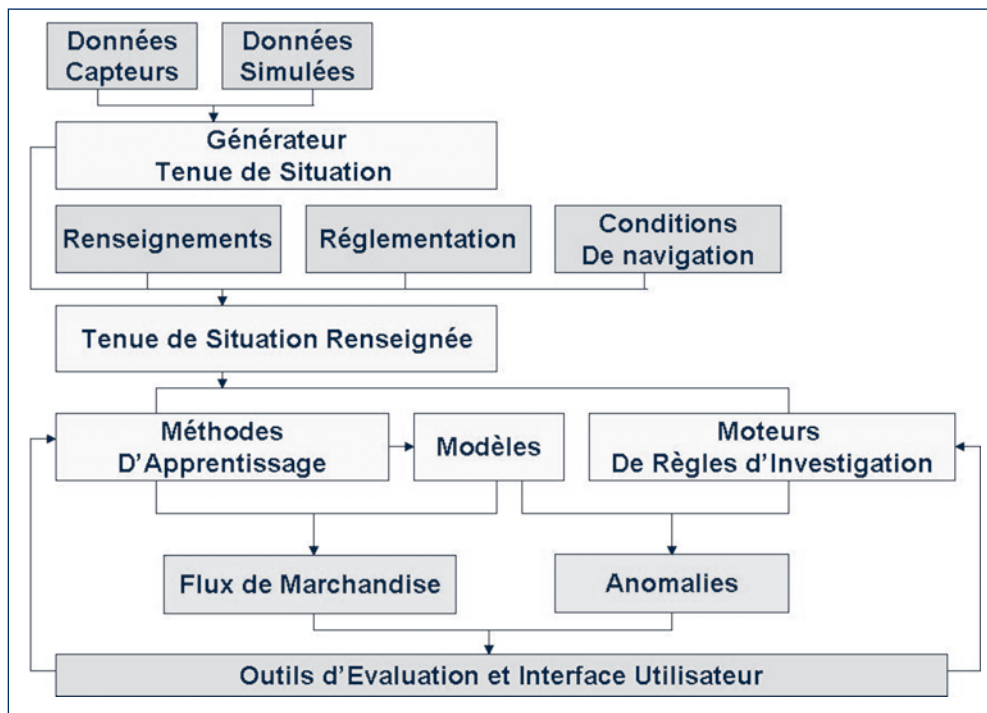 Données
Capteurs
Données
Simulées
Générateur
Tenue de Situation
Renseignements
Réglementation
Conditions
De navigation
Tenue de Situation Renseignée
Méthodes
D'Apprentissage
Modèles
Moteurs
De Règles d'Investigation
Flux de Marchandise
Anomalies
Outils d'Evaluation et Interface Utilisateur